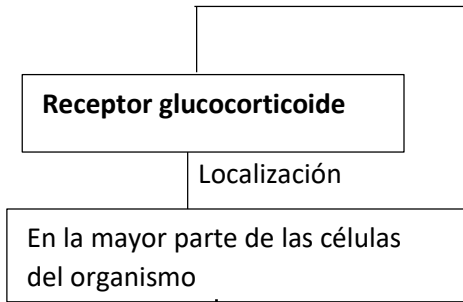 Receptor glucocorticoide
Localización
En la mayor parte de las células
del organismo